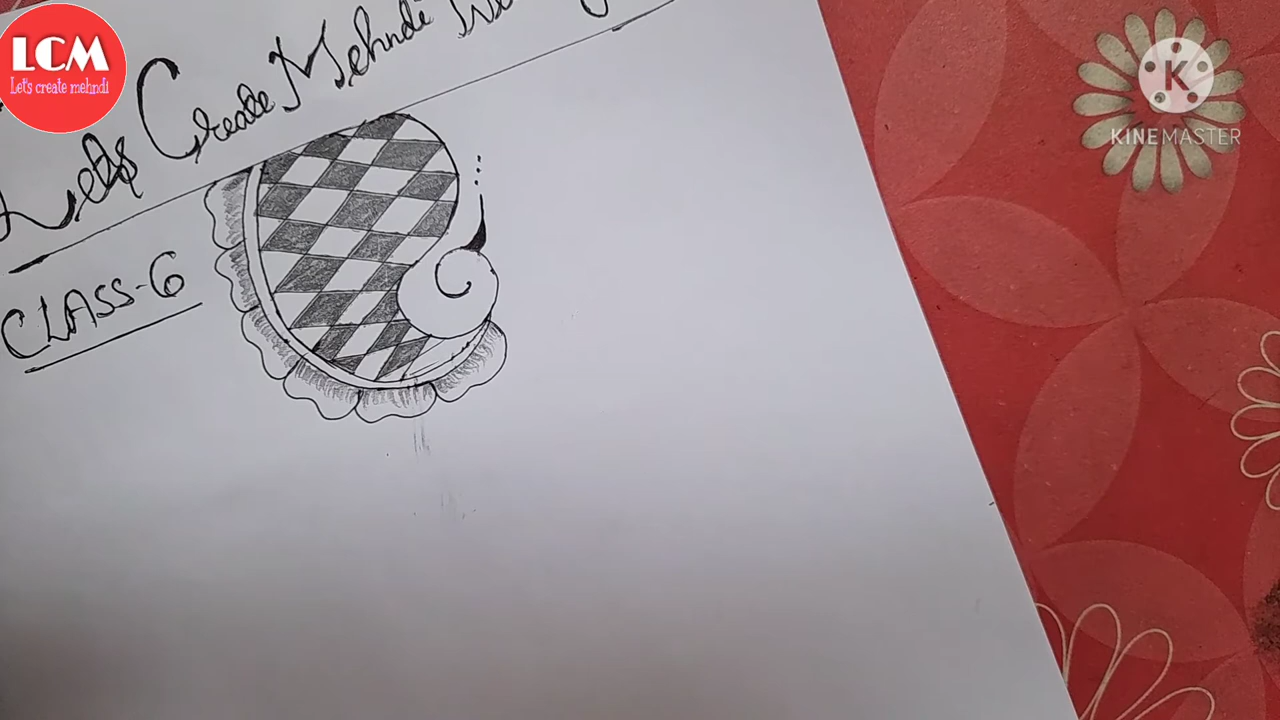 LCM
Let's create mehndi
Lets Create Mehndi
CLASS-6
K
KINEMASTER